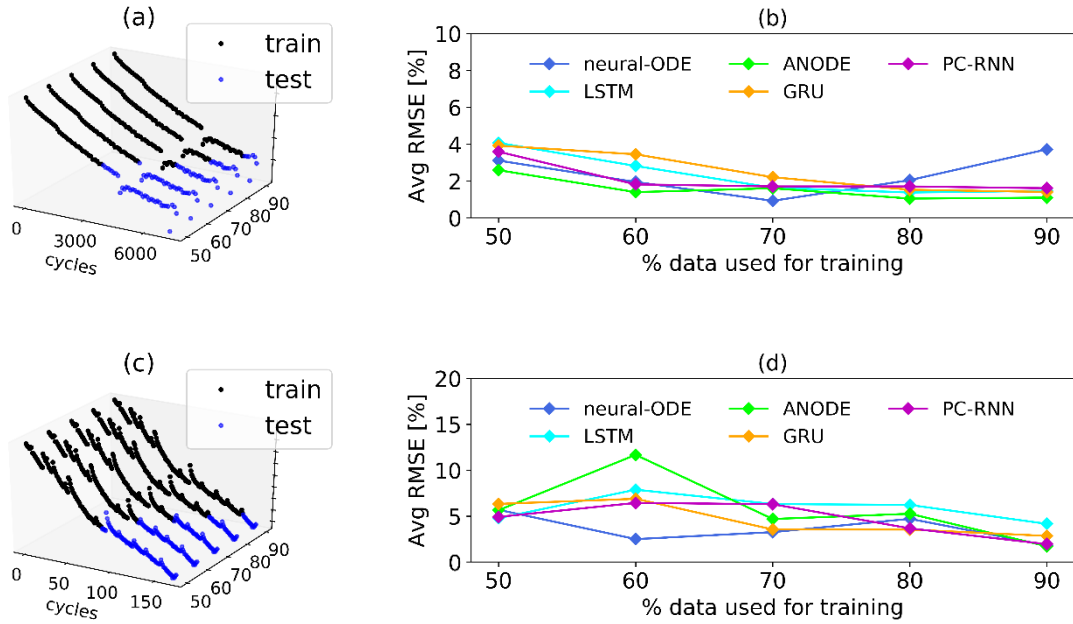 (a)
train
test
0
3000
6000
cycles
50
60
70
80
90
(b)
Avg RMSE [%]
10
8
6
4
2
0
neural-ODE
ANODE
PC-RNN
LSTM
GRU
50
60
70
80
90
% data used for training
(c)
train
test
0
50
100
150
cycles
50
60
70
80
90
(d)
Avg RMSE [%]
20
15
10
5
0
neural-ODE
ANODE
PC-RNN
LSTM
GRU
50
60
70
80
90
% data used for training